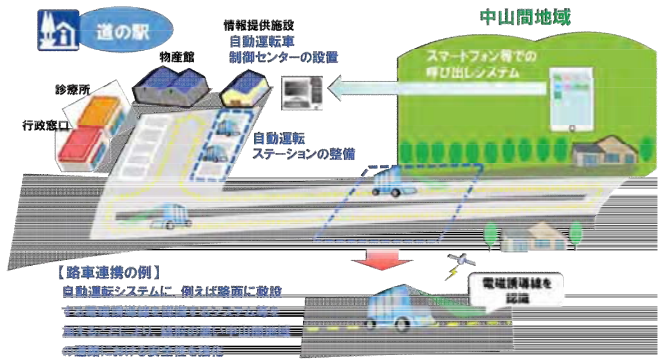 道の駅
中山間地域
情報提供施設
自動運転車
制御センターの設置
物産館
スマートフォン等での
呼び出しシステム
診療所
行政窓口
自動運転
ステーションの整備
【路車連携の例】
自動運転システムに、例えば路面に敷設
電磁誘導線を
認識